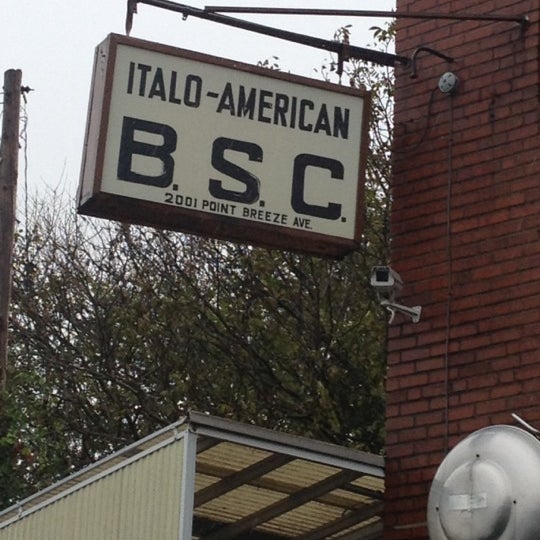 ITALO-AMERICAN
B.S.C.
2001 POINT BREEZE AVE.